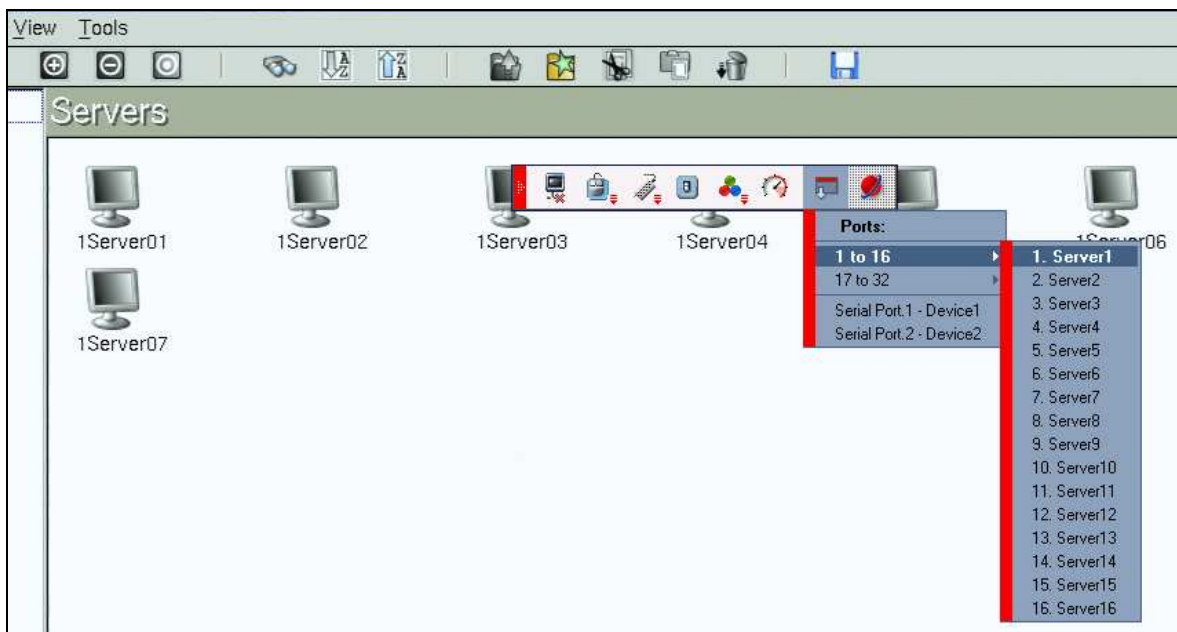 View Tools
Servers
1Server01 1Server02 1Server03 1Server04
1Server07
Ports:
1 to 16
17 to 32
Serial Port.1 - Device1
Serial Port.2 - Device2
1. Server1
2. Server2
3. Server3
4. Server4
5. Server5
6. Server6
7. Server7
8. Server8
9. Server9
10. Server10
11. Server11
12. Server12
13. Server13
14. Server14
15. Server15
16. Server16